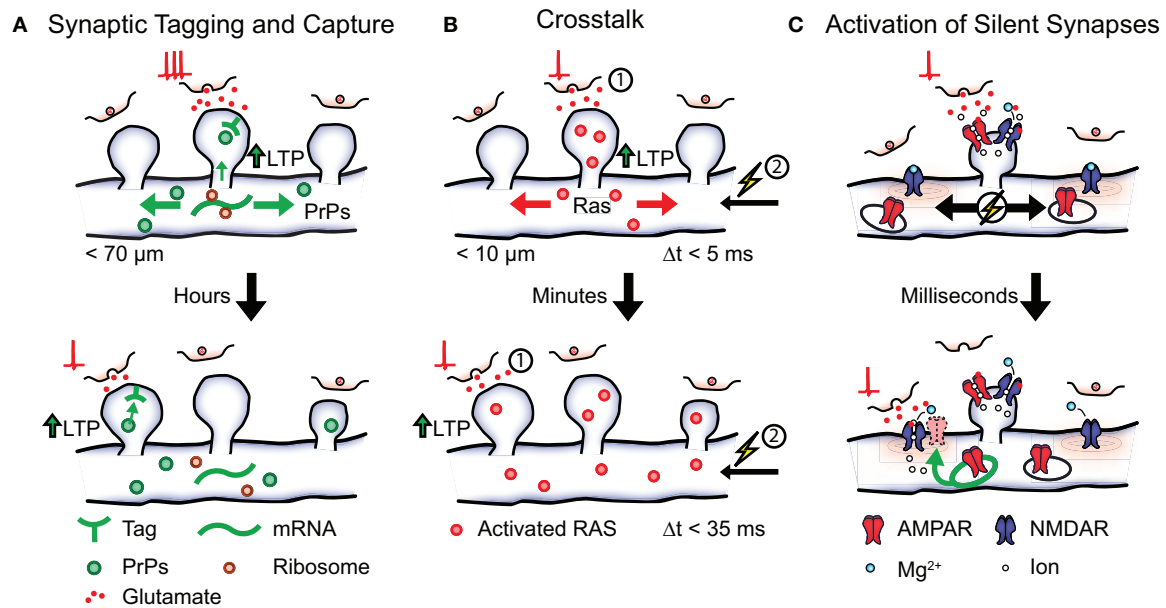 A Synaptic Tagging and Capture
LTP
PrPs
< 70 µm
Hours
LTP
Tag
mRNA
PrPs
Ribosome
Glutamate
B Crosstalk
1
LTP
2
Ras
< 10 µm Δt < 5 ms
Minutes
1
LTP
2
Activated RAS Δt < 35 ms
C Activation of Silent Synapses
Milliseconds
AMPAR
NMDAR
Mg²⁺
Ion